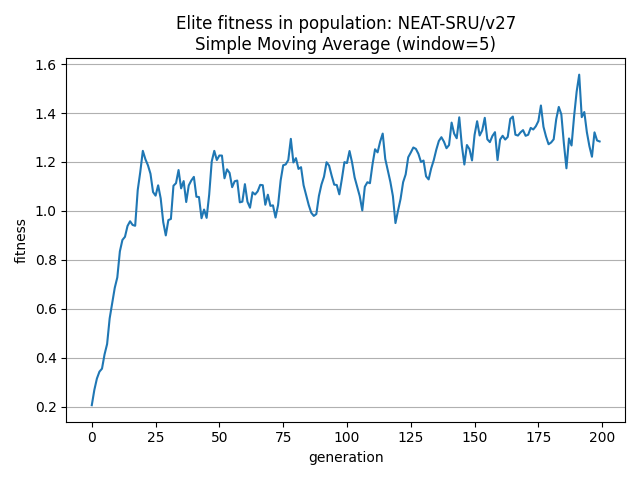 Elite fitness in population: NEAT-SRU/v27
Simple Moving Average (window=5)
1.6
1.4
1.2
1.0
0.8
0.6
0.4
0.2
fitness
0 25 50 75 100 125 150 175 200
generation